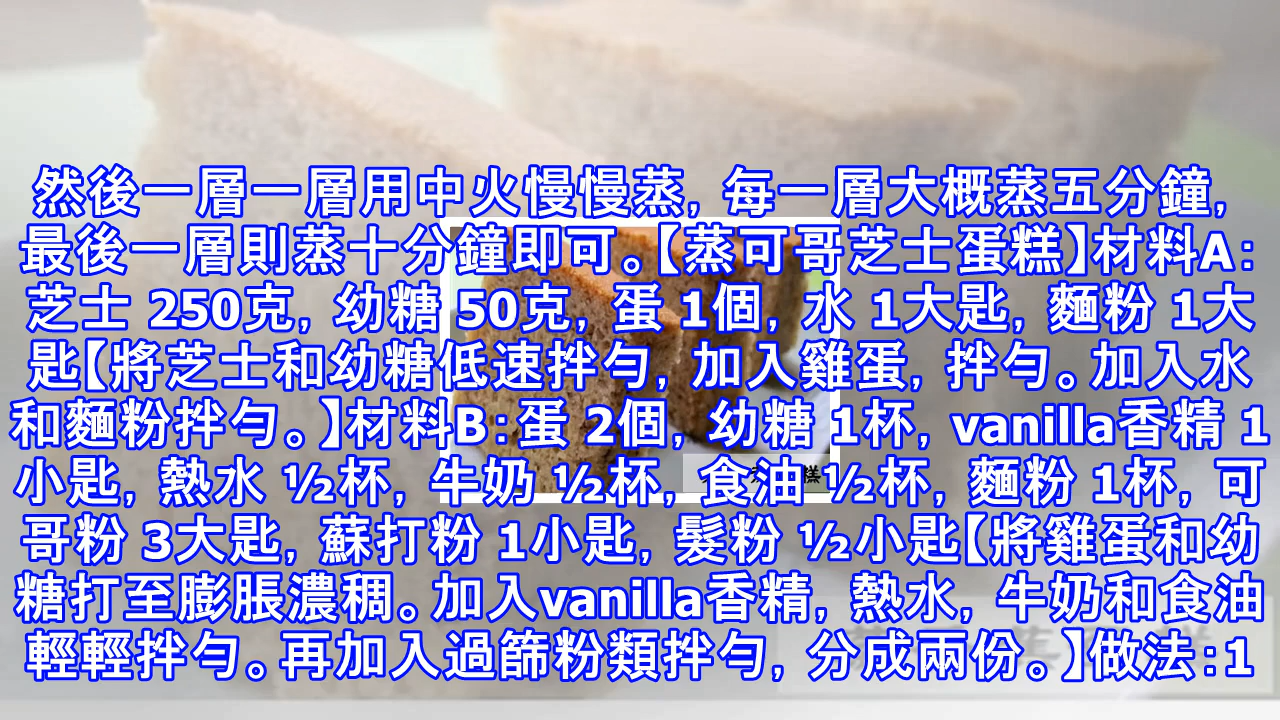 然後一層一層用中火慢慢蒸, 每一層大概蒸五分鐘,
最後一層則蒸十分鐘即可。【蒸可哥芝士蛋糕】材料A:
芝士 250克, 幼糖 50克, 蛋 1個, 水 1大匙, 麵粉 1大
匙【將芝士和幼糖低速拌勻, 加入雞蛋, 拌勻。加入水
和麵粉拌勻。】材料B:蛋 2個, 幼糖 1杯, vanilla香精 1
小匙, 熱水 ½杯, 牛奶 ½杯, 食油 ½杯, 麵粉 1杯, 可
哥粉 3大匙, 蘇打粉 1小匙, 髮粉 ½小匙【將雞蛋和幼
糖打至膨脹濃稠。加入vanilla香精, 熱水, 牛奶和食油
輕輕拌勻。再加入過篩粉類拌勻, 分成兩份。】做法:1